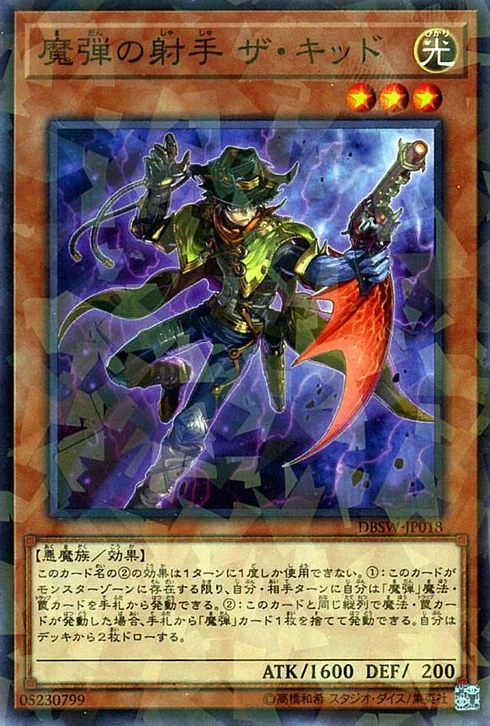 魔弾の射手 ザ・キッド
光
DBSW-JP018
【悪魔族/効果】
このカード名の②の効果は1ターンに1度しか使用できない。①:このカードが
モンスターゾーンに存在する限り、自分・相手ターンに自分は「魔弾」魔法・
罠カードを手札から発動できる。②:このカードと同じ縦列で魔法・罠カー
ドが発動した場合、手札から「魔弾」カード1枚を捨てて発動できる。自分は
デッキから2枚ドローする。
ATK/1600 DEF/ 200
05230799 ©高橋和希 スタジオ・ダイス/集英社